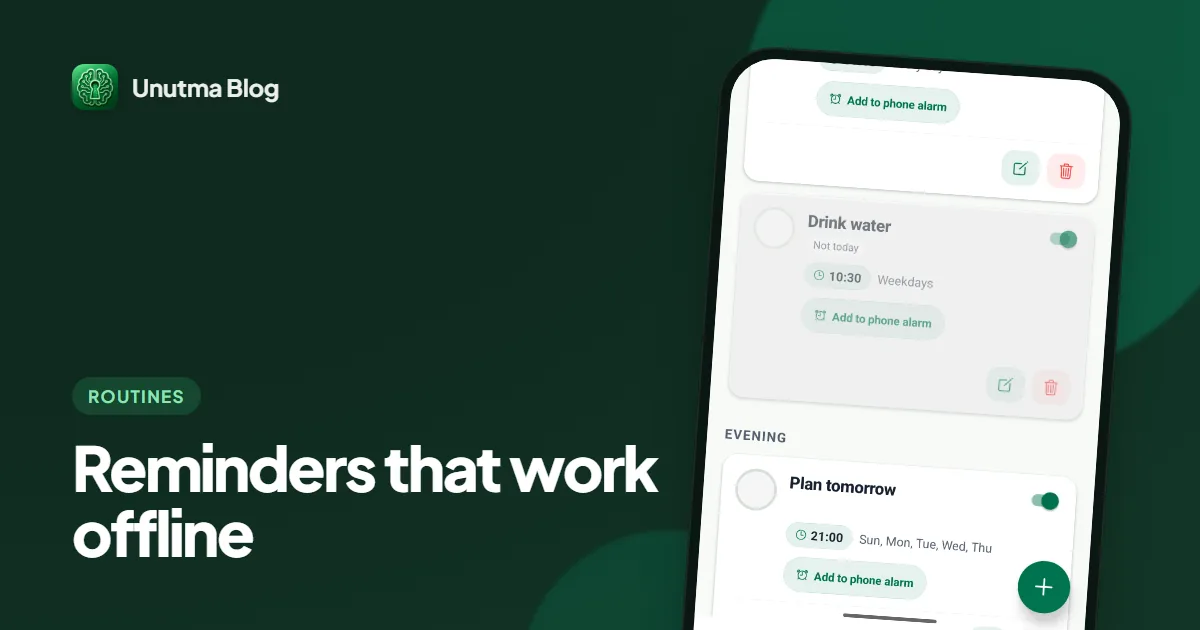 Unutma Blog
ROUTINES
Reminders that work
offline
Add to phone alarm
Drink water
Not today
10:30 Weekdays
Add to phone alarm
EVENING
Plan tomorrow
21:00 Sun, Mon, Tue, Wed, Thu
Add to phone alarm